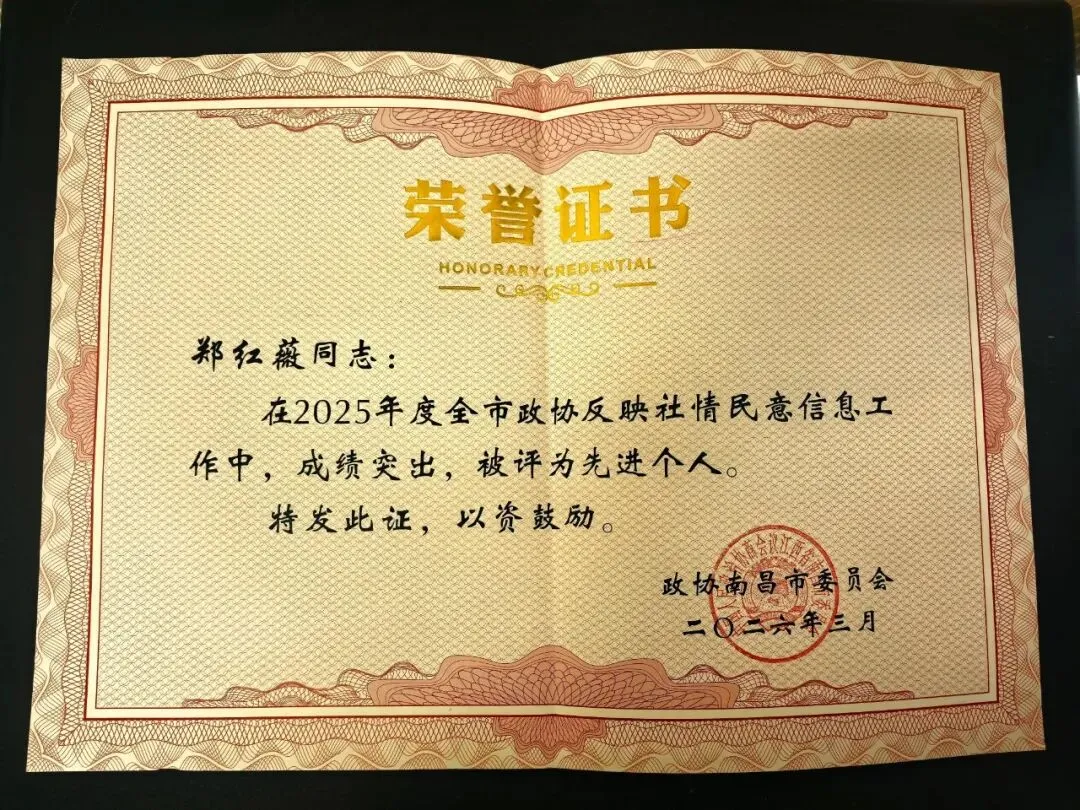 荣誉证书
HONORARY CREDENTIAL
郑红薇同志：
在2025年度全市政协反映社情民意信息工
作中，成绩突出，被评为先进个人。
特发此证，以资鼓励。
政协南昌市委员会
二〇二六年三月